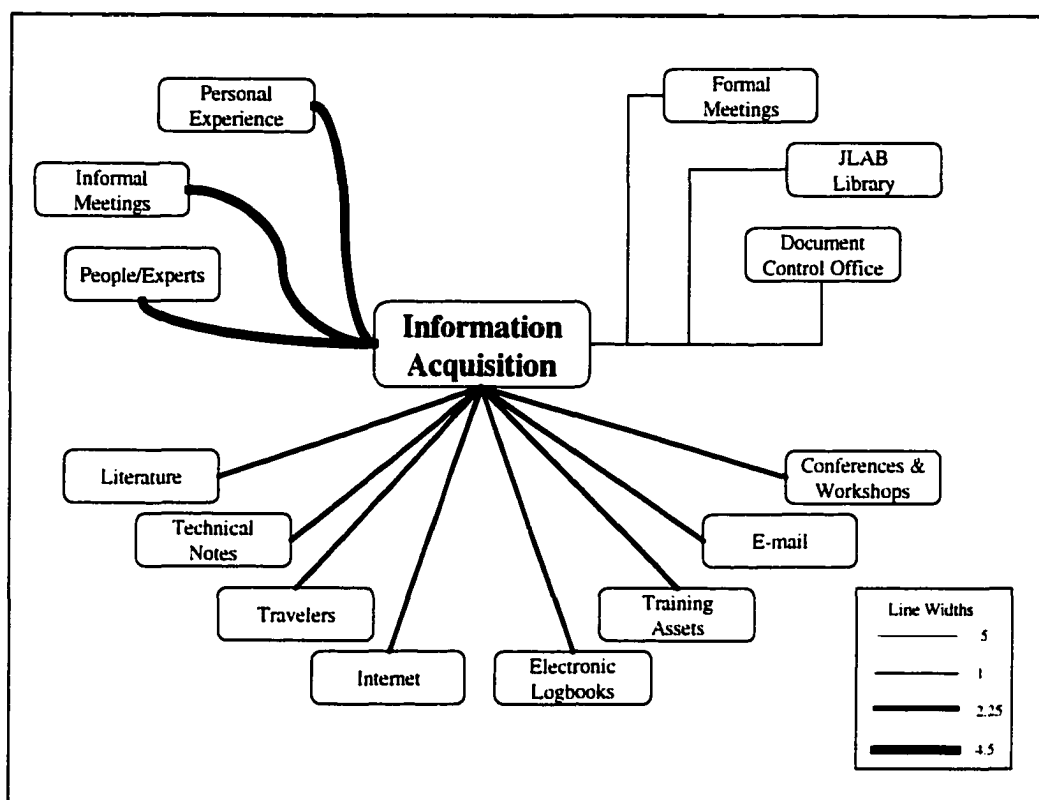 Personal
Experience
Formal
Meetings
Informal
Meetings
JLAB
Library
People/Experts
Document
Control Office
Information
Acquisition
Literature
Conferences &
Workshops
Technical
Notes
E-mail
Travelers
Training
Assets
Internet
Electronic
Logbooks
Line Widths
5
1
2.25
4.5